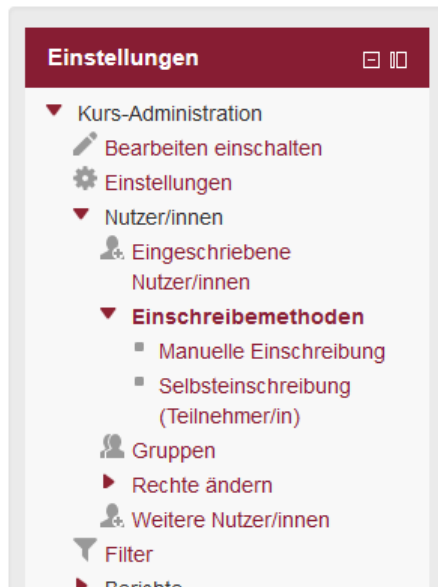 Einstellungen
Kurs-Administration
Bearbeiten einschalten
Einstellungen
Nutzer/innen
Eingeschriebene
Nutzer/innen
Einschreibemethoden
Manuelle Einschreibung
Selbsteinschreibung
(Teilnehmer/in)
Gruppen
Rechte ändern
Weitere Nutzer/innen
Filter
Berichte